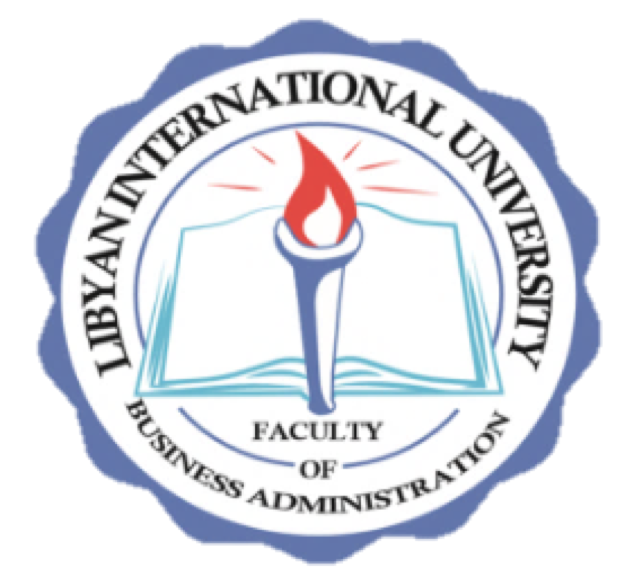 LIBYAN INTERNATIONAL UNIVERSITY
FACULTY
OF
BUSINESS ADMINISTRATION